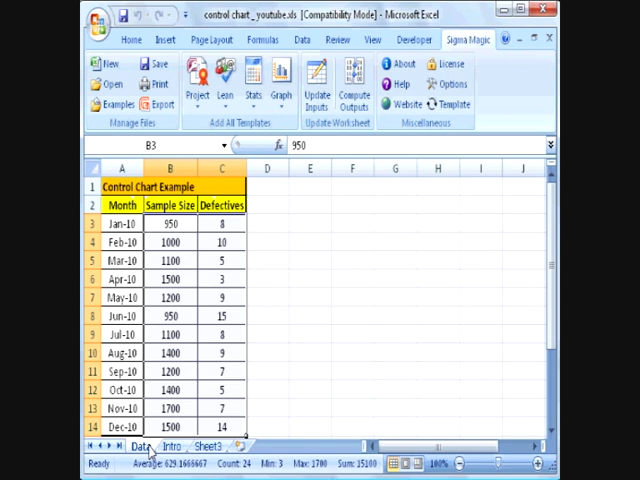 control chart _ youtube.xls [Compatibility Mode] - Microsoft Excel
Home Insert Page Layout Formulas Data Review View Developer Sigma Magic
New Save Project Lean Stats Graph Update Inputs Compute Outputs About License
Open Print Help Options
Examples Export Website Template
Manage Files Add All Templates Update Worksheet Miscellaneous
B3 fx 950
A B C D E F G H I J
1 Control Chart Example
2 Month Sample Size Defectives
3 Jan-10 950 8
4 Feb-10 1000 10
5 Mar-10 1100 5
6 Apr-10 1500 3
7 May-10 1200 9
8 Jun-10 950 15
9 Jul-10 1100 8
10 Aug-10 1400 9
11 Sep-10 1200 7
12 Oct-10 1400 5
13 Nov-10 1700 7
14 Dec-10 1500 14
Data Intro Sheet3
Ready Average: 629.1666667 Count: 24 Min: 3 Max: 1700 Sum: 15100 100%